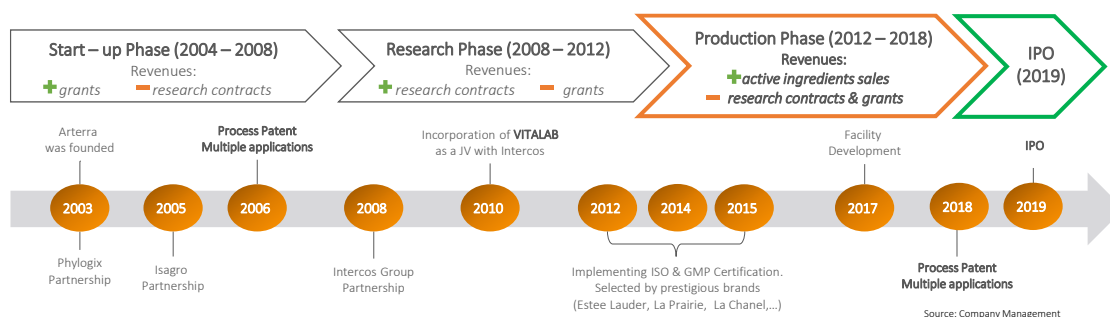 Start – up Phase (2004 – 2008)
Revenues:
+ grants − research contracts
Research Phase (2008 – 2012)
Revenues:
+ research contracts − grants
Production Phase (2012 – 2018)
Revenues:
+ active ingredients sales
− research contracts & grants
IPO
(2019)
Arterra
was founded
Process Patent
Multiple applications
Incorporation of VITALAB
as a JV with Intercos
Facility
Development
IPO
2003
2005
2006
2008
2010
2012
2014
2015
2017
2018
2019
Phylogix
Partnership
Isagro
Partnership
Intercos Group
Partnership
Implementing ISO & GMP Certification.
Selected by prestigious brands
(Estee Lauder, La Prairie, La Chanel,...)
Process Patent
Multiple applications
Source: Company Management